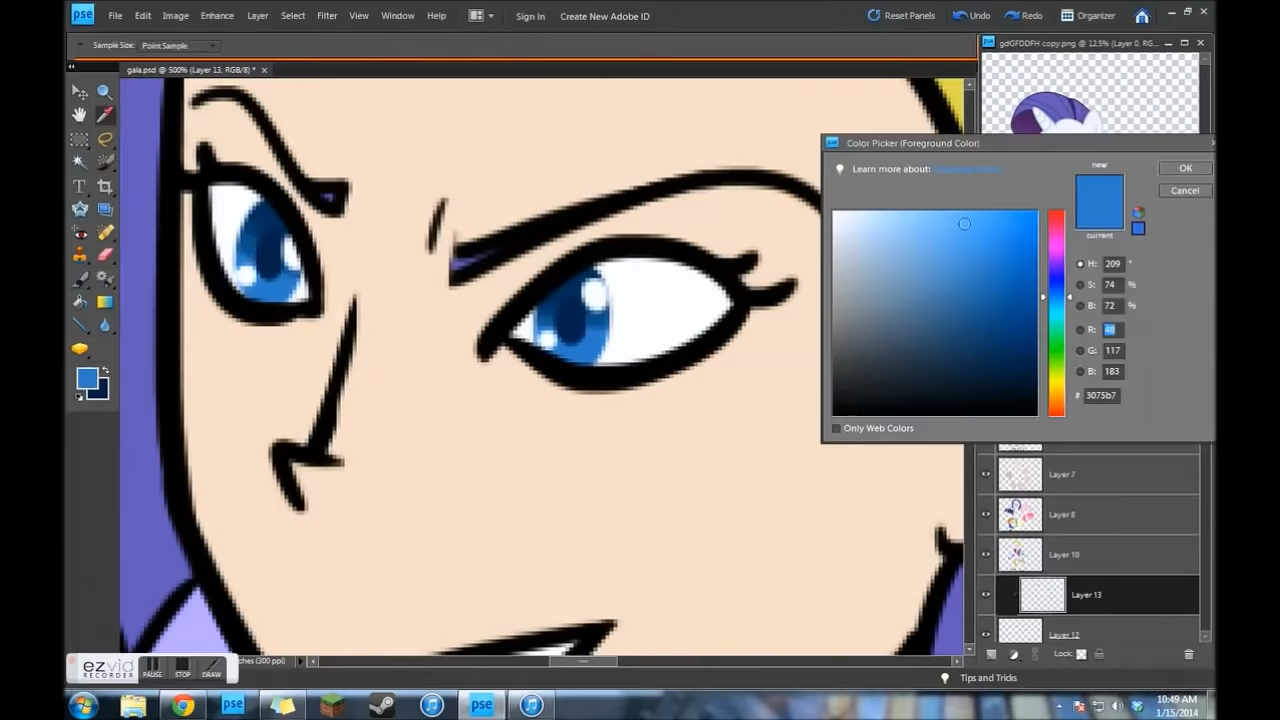 pse File Edit Image Enhance Layer Select Filter View Window Help Sign In Create New Adobe ID Reset Panels Undo Redo Organizer
Sample Size: Point Sample
gdGFDDFH copy.png @ 12.5% (Layer 0, RG...
gala.psd @ 500% (Layer 13, RGB/8) *
Color Picker (Foreground Color)
Learn more about:
new
OK
Cancel
current
H: 209 °
S: 74 %
B: 72 %
R: 48
G: 117
B: 183
# 3075b7
Only Web Colors
Layer 7
Layer 8
Layer 10
Layer 13
Layer 12
Lock:
ezvid
RECORDER
PAUSE STOP DRAW
ches (300 ppi)
Tips and Tricks
pse pse
10:49 AM
1/15/2014